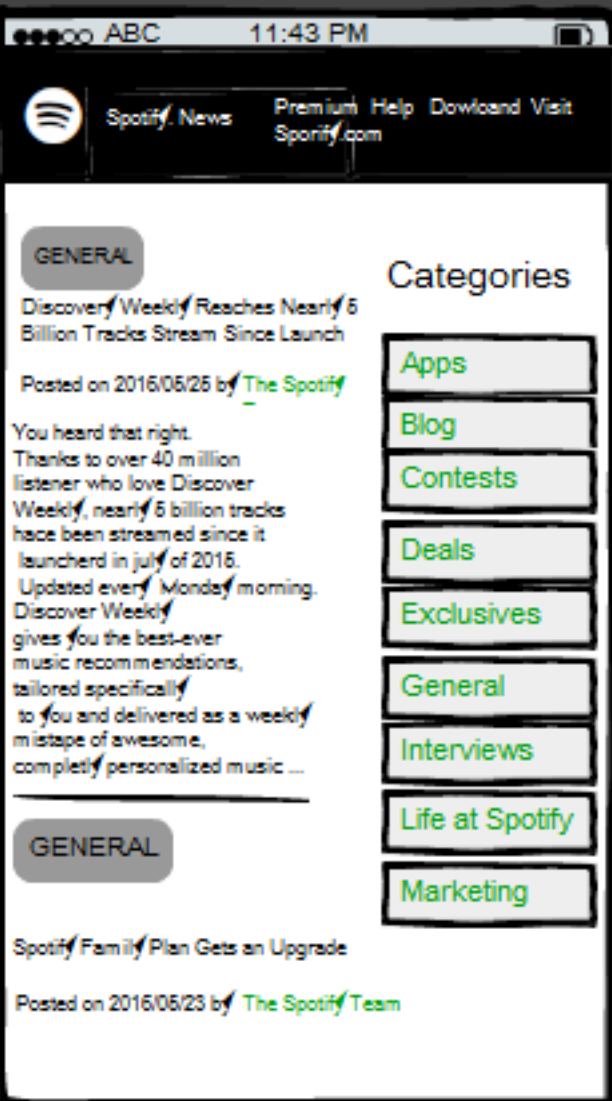 ABC 11:43 PM
Spotify. News
Premium Help Dowloand Visit
Sporify.com
GENERAL
Discovery Weekly Reaches Nearly 5
Billion Tracks Stream Since Launch
Posted on 2015/05/25 by The Spotify
You heard that right.
Thanks to over 40 million
listener who love Discover
Weekly, nearly 5 billion tracks
hace been streamed since it
launcherd in july of 2015.
Updated every Monday morning.
Discover Weekly
gives you the best-ever
music recommendations,
tailored specifically
to you and delivered as a weekly
mistape of awesome,
completly personalized music ...
GENERAL
Spotify Family Plan Gets an Upgrade
Posted on 2016/05/23 by The Spotify Team
Categories
Apps
Blog
Contests
Deals
Exclusives
General
Interviews
Life at Spotify
Marketing